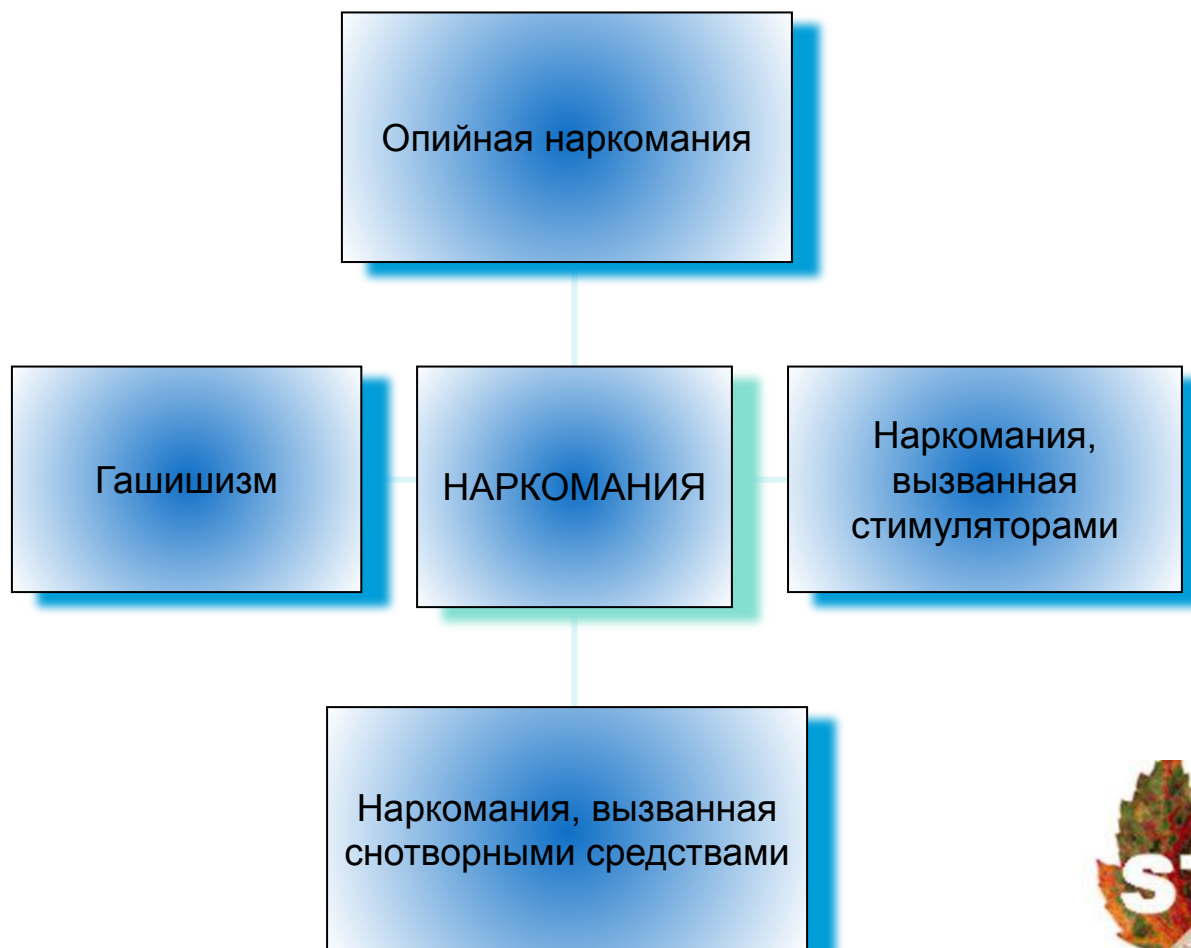 Опийная наркомания
Гашишизм
НАРКОМАНИЯ
Наркомания,
вызванная
стимуляторами
Наркомания, вызванная
снотворными средствами